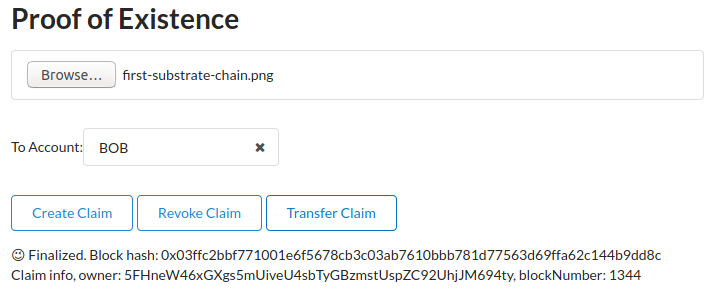 Proof of Existence
Browse... first-substrate-chain.png
To Account: BOB ✖
Create Claim Revoke Claim Transfer Claim
😉 Finalized. Block hash: 0x03ffc2bbf771001e6f5678cb3c03ab7610bbb781d77563d69ffa62c144b9dd8c
Claim info, owner: 5FHneW46xGXgs5mUiveU4sbTyGBzmstUspZC92UhjJM694ty, blockNumber: 1344